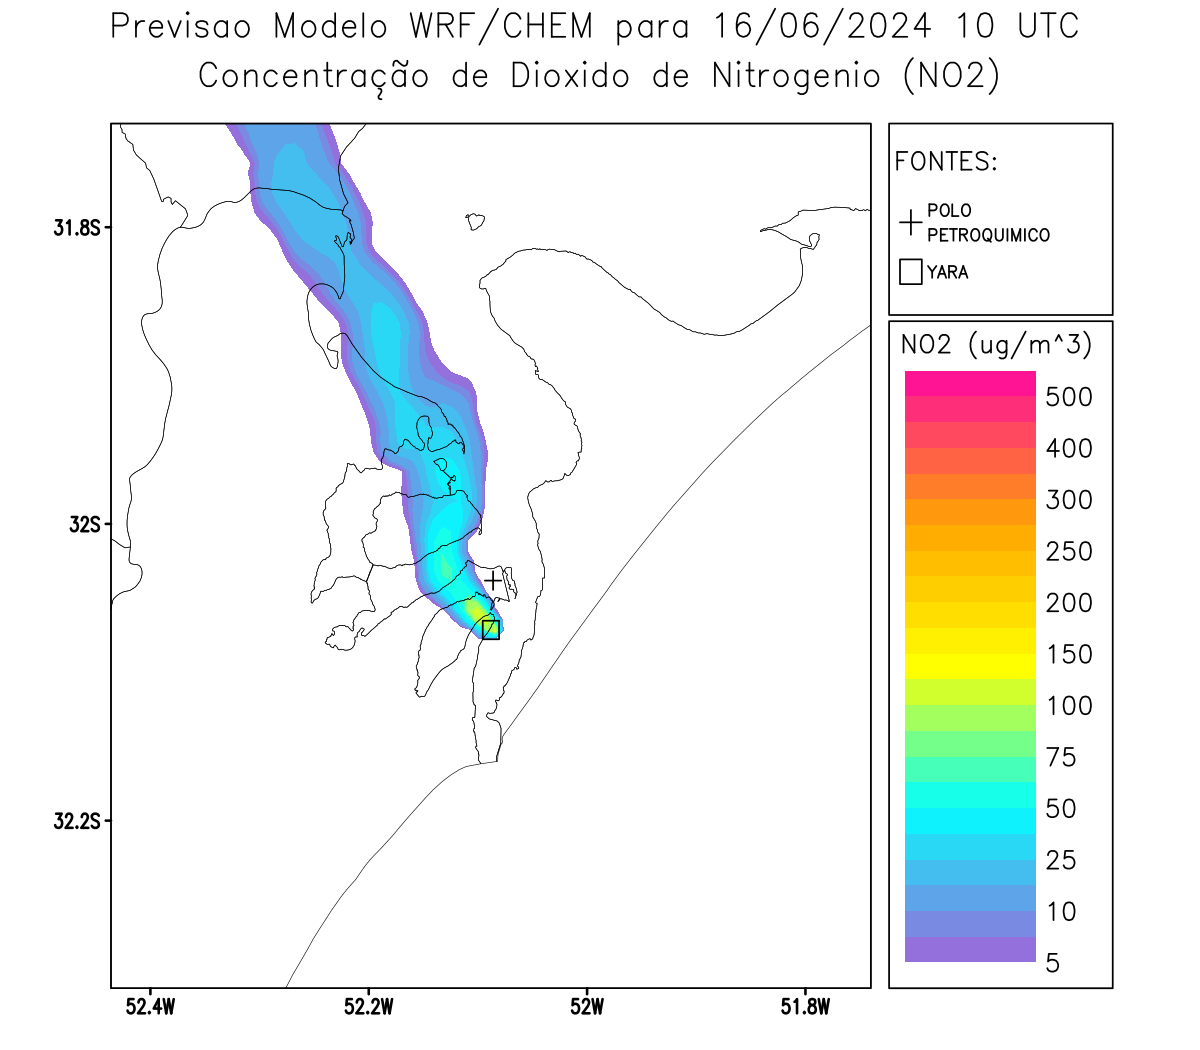 Previsao Modelo WRF/CHEM para 16/06/2024 10 UTC
Concentração de Dioxido de Nitrogenio (NO2)
FONTES:
POLO
PETROQUIMICO
YARA
31.8S
32S
32.2S
52.4W
52.2W
52W
51.8W
NO2 (ug/m^3)
500
400
300
250
200
150
100
75
50
25
10
5